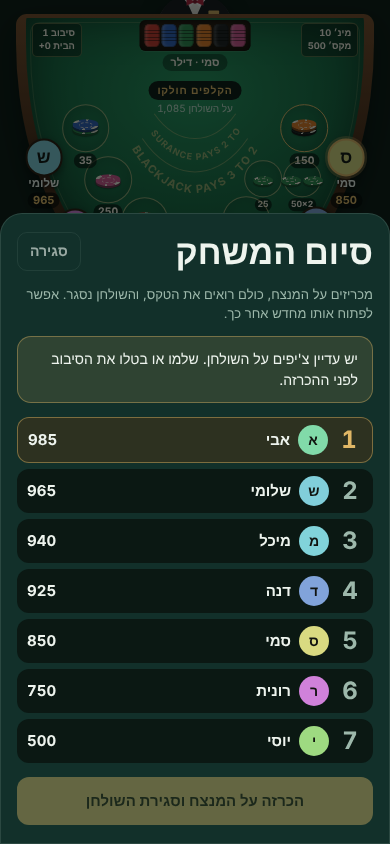 מינ׳ 10
מקס׳ 500
סיבוב 1
הבית 0+
סמי · דילר
הקלפים חולקו
על השולחן 1,085
SURANCE PAYS 2 TO
BLACKJACK PAYS 3 TO 2
35
150
ש
ס
שלומי
סמי
965
850
250
25
50×2
סיום המשחק
סגירה
מכריזים על המנצח, כולם רואים את הטקס, והשולחן נסגר. אפשר
לפתוח אותו מחדש אחר כך.
יש עדיין צ'יפים על השולחן. שלמו או בטלו את הסיבוב
לפני ההכרזה.
1 א אבי 985
2 ש שלומי 965
3 מ מיכל 940
4 ד דנה 925
5 ס סמי 850
6 ר רונית 750
7 י יוסי 500
הכרזה על המנצח וסגירת השולחן